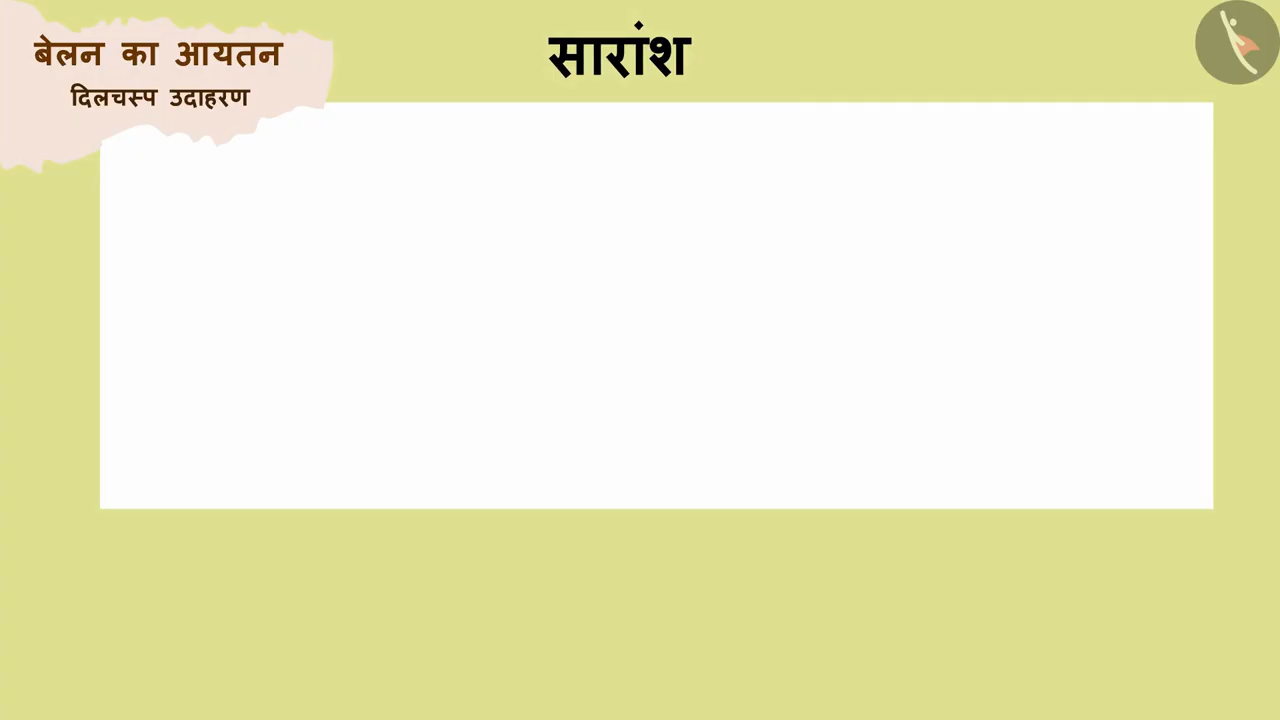 बेलन का आयतन
दिलचस्प उदाहरण
सारांश